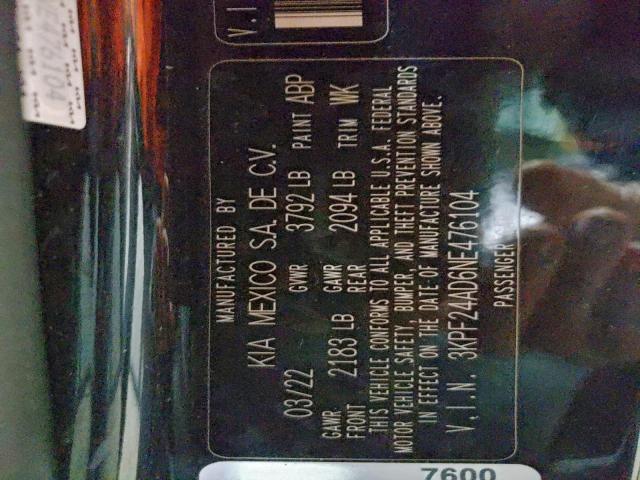 V.I
MANUFACTURED BY
KIA MEXICO S.A. DE C.V.
03/22 GVWR 3792 LB PAINT ABP
GAWR FRONT 2183 LB GAWR REAR 2094 LB TRIM WK
THIS VEHICLE CONFORMS TO ALL APPLICABLE U.S.A. FEDERAL
MOTOR VEHICLE SAFETY, BUMPER, AND THEFT PREVENTION STANDARDS
IN EFFECT ON THE DATE OF MANUFACTURE SHOWN ABOVE.
V.I.N. 3KPF24AD6NE476104
PASSENGER
7600